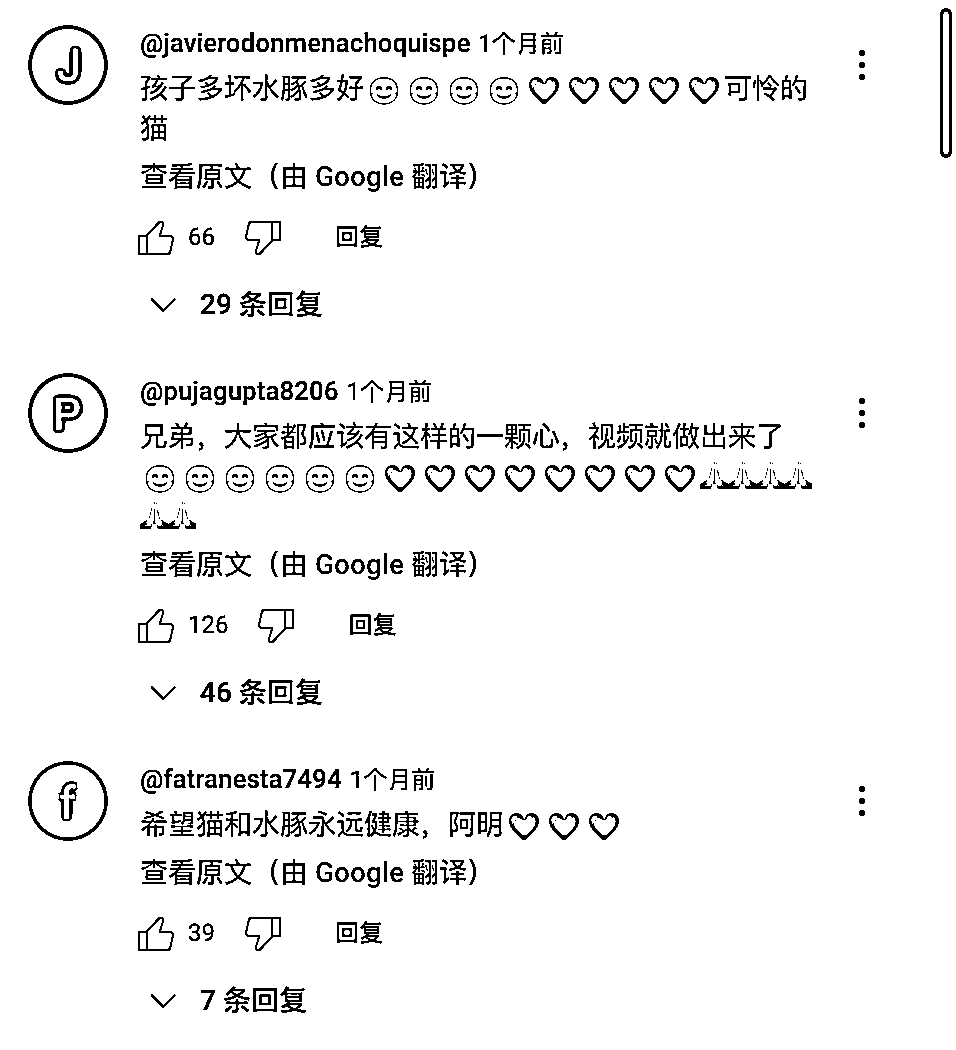 J
@javierodonmenachoquispe 1个月前
孩子多坏水豚多好😊😊😊😊♡♡♡♡♡可怜的
猫
查看原文（由 Google 翻译）
66 回复
29 条回复
P
@pujagupta8206 1个月前
兄弟，大家都应该有这样的一颗心，视频就做出来了
😊😊😊😊😊😊♡♡♡♡♡♡♡♡🙏🙏🙏🙏
🙏🙏
查看原文（由 Google 翻译）
126 回复
46 条回复
f
@fatranesta7494 1个月前
希望猫和水豚永远健康，阿明♡♡♡
查看原文（由 Google 翻译）
39 回复
7 条回复